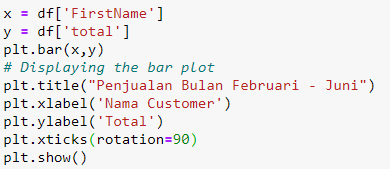 x = df['FirstName']
y = df['total']
plt.bar(x,y)
# Displaying the bar plot
plt.title("Penjualan Bulan Februari - Juni")
plt.xlabel('Nama Customer')
plt.ylabel('Total')
plt.xticks(rotation=90)
plt.show()